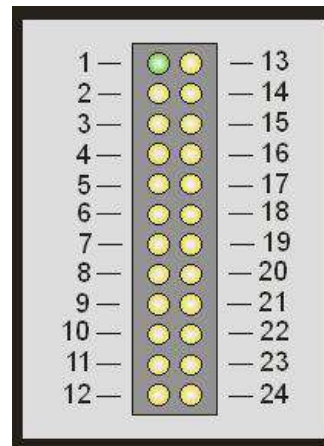 1 — — 13
2 — — 14
3 — — 15
4 — — 16
5 — — 17
6 — — 18
7 — — 19
8 — — 20
9 — — 21
10 — — 22
11 — — 23
12 — — 24